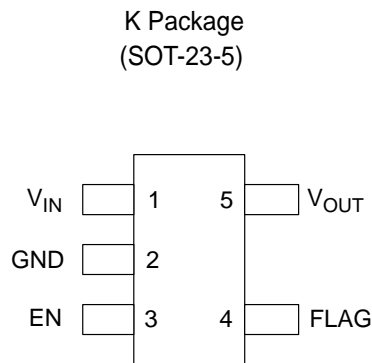 K Package
(SOT-23-5)
VIN 1 5 VOUT
GND 2
EN 3 4 FLAG